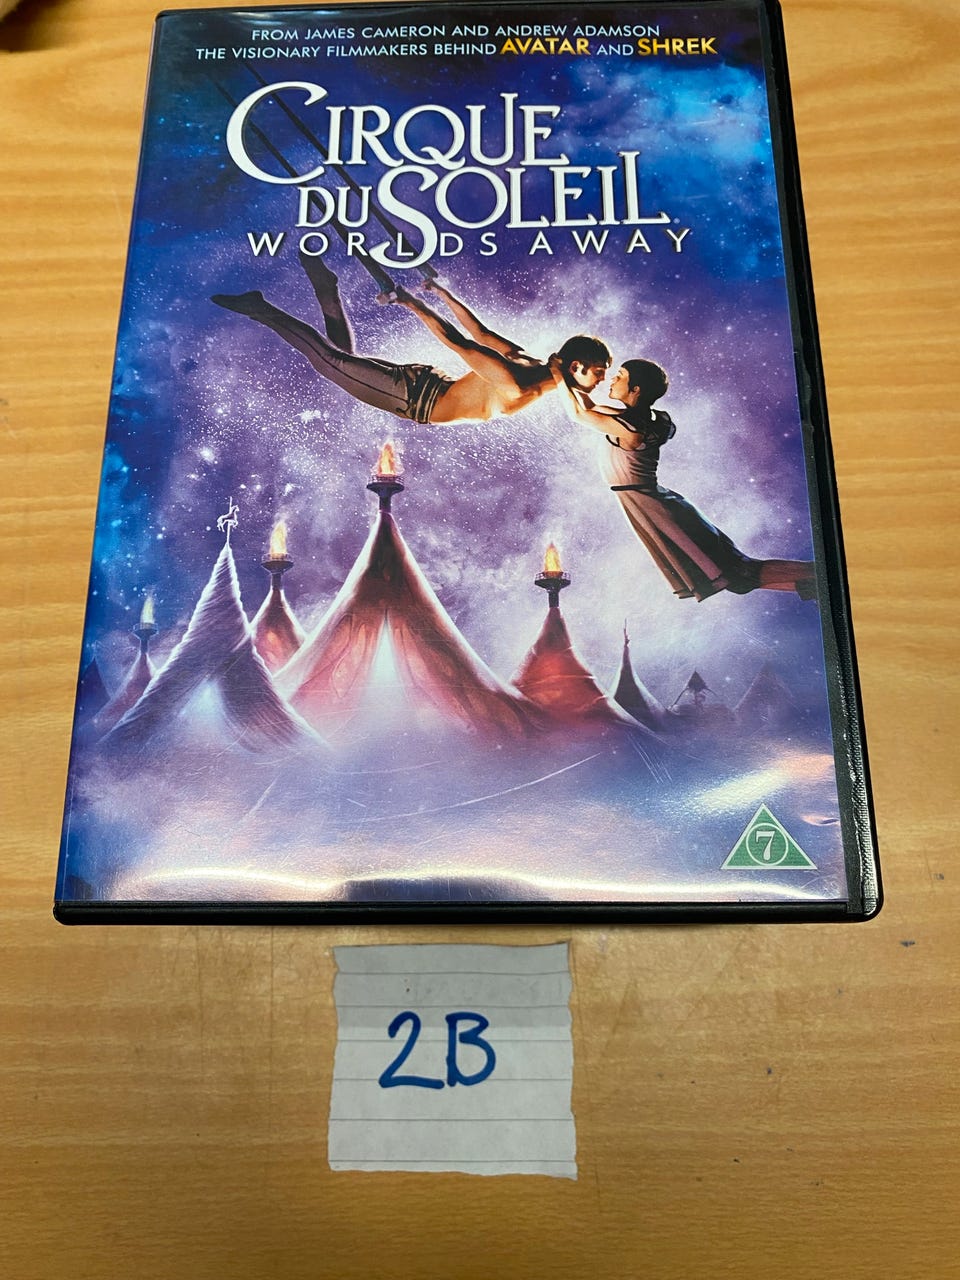 FROM JAMES CAMERON AND ANDREW ADAMSON
THE VISIONARY FILMMAKERS BEHIND AVATAR AND SHREK
CIRQUE
DU SOLEIL®
WORLDS AWAY
7
2B